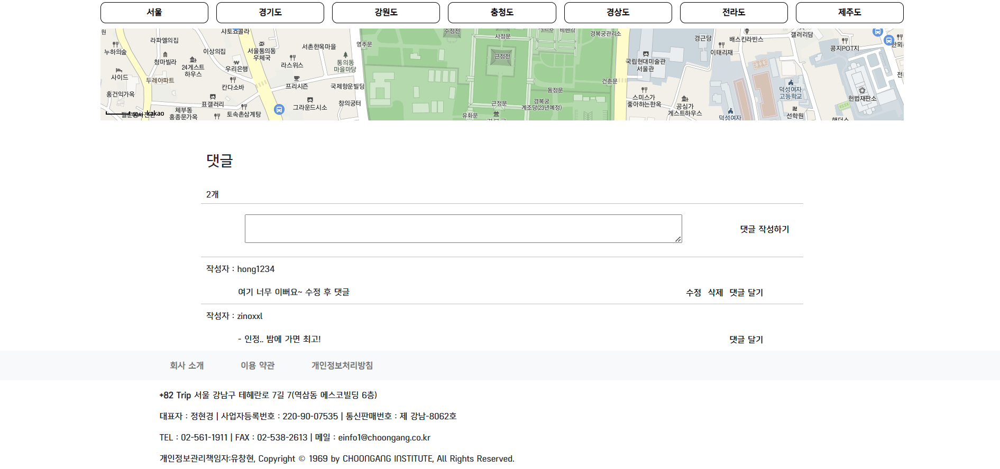 서울 경기도 강원도 충청도 경상도 전라도 제주도
원 사토쇼콜라 수정전 사정문 비현각 경복궁관리소 갤러리담
라파엘의집 영추문 경근당 배스킨라빈스
누하의숲 이상의집 서울통의동 우체국 서촌한옥마을 근정전 이태리재 콩지POT지
청마빌라 24게스트 하우스 우리은행 라스위스 통의동 마을마당 국립현대미술관 서울관
사이드 두레아파트 칸다소바 프리시즌 국제항운빌딩 동정문 건춘문 덕성여자 고등학교
홍건익가옥 표갤러리 그라운드시소 창의궁터 근정문 경복궁 계조당(23년예정) 스미스가 좋아하는한옥 헌법재판소
체부동 홍종문가옥 토속촌삼계탕 유화문 공심가 게스트하우스 덕성여자 선학원
kakao
댓글
2개
댓글 작성하기
작성자 : hong1234
여기 너무 이뻐요~ 수정 후 댓글 수정 삭제 댓글 달기
작성자 : zinoxxl
- 인정.. 밤에 가면 최고! 댓글 달기
회사 소개 이용 약관 개인정보처리방침
+82 Trip 서울 강남구 테헤란로 7길 7(역삼동 에스코빌딩 6층)
대표자 : 정현경 | 사업자등록번호 : 220-90-07535 | 통신판매번호 : 제 강남-8062호
TEL : 02-561-1911 | FAX : 02-538-2613 | 메일 : einfo1@choongang.co.kr
개인정보관리책임자:유창현, Copyright © 1969 by CHOONGANG INSTITUTE, All Rights Reserved.